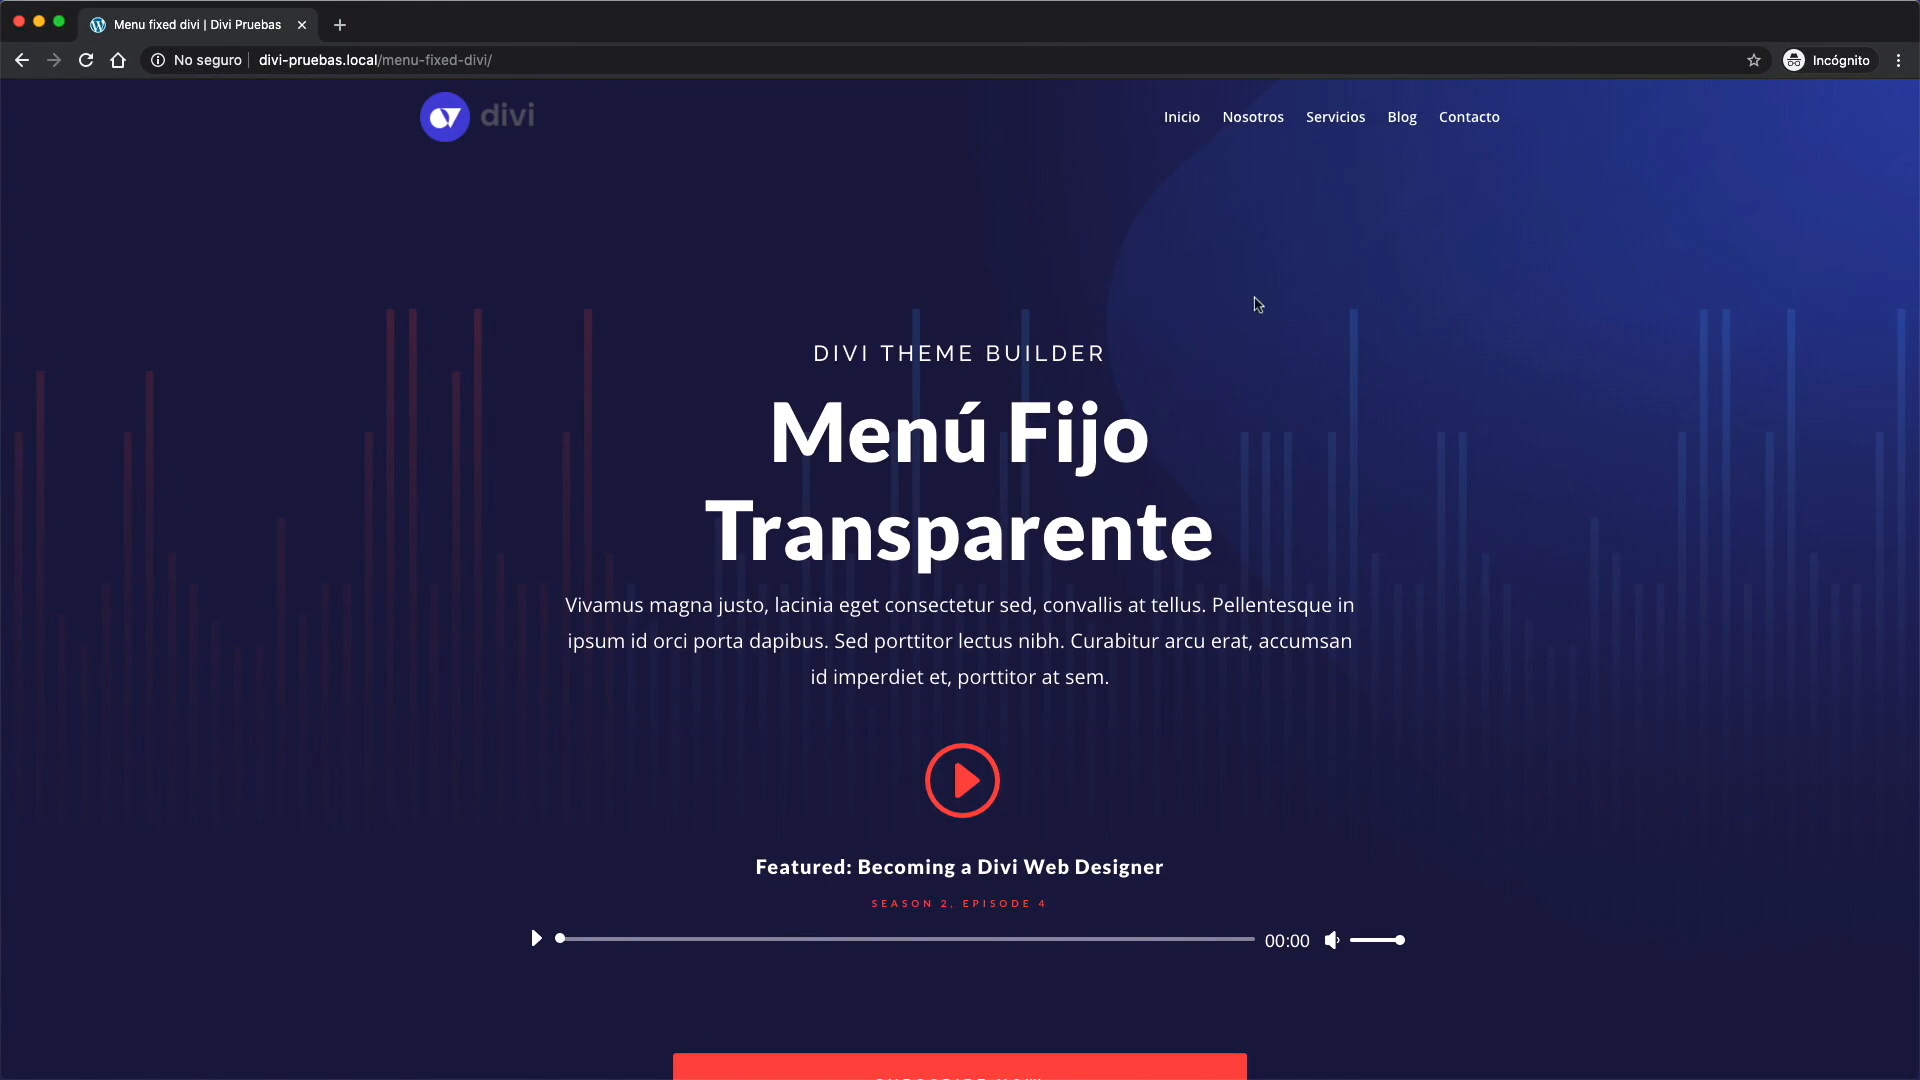 Menu fixed divi | Divi Pruebas
No seguro
divi-pruebas.local/menu-fixed-divi/
Incógnito
divi
Inicio
Nosotros
Servicios
Blog
Contacto
DIVI THEME BUILDER
Menú Fijo
Transparente
Vivamus magna justo, lacinia eget consectetur sed, convallis at tellus. Pellentesque in
ipsum id orci porta dapibus. Sed porttitor lectus nibh. Curabitur arcu erat, accumsan
id imperdiet et, porttitor at sem.
Featured: Becoming a Divi Web Designer
SEASON 2, EPISODE 4
00:00